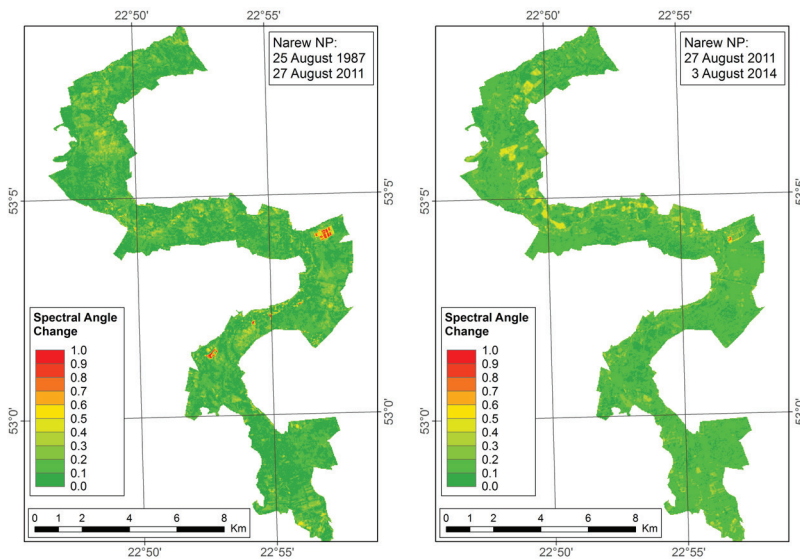 22°50' 22°55'
Narew NP:
25 August 1987
27 August 2011
53°5'
53°5'
Spectral Angle
Change
1.0
0.9
0.8
0.7
0.6
0.5
0.4
0.3
0.2
0.1
0.0
53°0'
53°0'
0 1 2 4 6 8
Km
22°50' 22°55'
22°50' 22°55'
Narew NP:
27 August 2011
3 August 2014
53°5'
53°5'
Spectral Angle
Change
1.0
0.9
0.8
0.7
0.6
0.5
0.4
0.3
0.2
0.1
0.0
53°0'
53°0'
0 1 2 4 6 8
Km
22°50' 22°55'